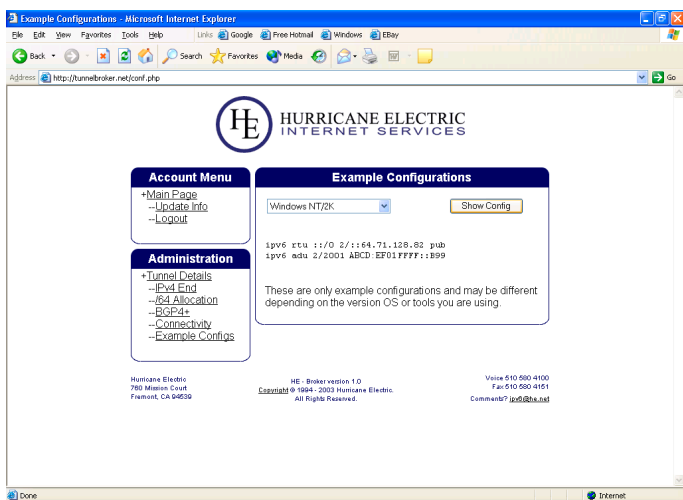 Example Configurations - Microsoft Internet Explorer
File Edit View Favorites Tools Help Links Google Free Hotmail Windows EBay
Back Search Favorites Media
Address http://tunnelbroker.net/conf.php Go
HE HURRICANE ELECTRIC
INTERNET SERVICES
Account Menu
+Main Page
--Update Info
--Logout
Administration
+Tunnel Details
--IPv4 End
--/64 Allocation
--BGP4+
--Connectivity
--Example Configs
Example Configurations
Windows NT/2K Show Config
ipv6 rtu ::/0 2/::64.71.128.82 pub
ipv6 adu 2/2001 ABCD:EF01FFFF::B99
These are only example configurations and may be different
depending on the version OS or tools you are using.
Hurricane Electric
760 Mission Court
Fremont, CA 94539
HE - Broker version 1.0
Copyright © 1994 - 2003 Hurricane Electric.
All Rights Reserved.
Voice 510 580 4100
Fax 510 580 4151
Comments? ipv6@he.net
Done Internet